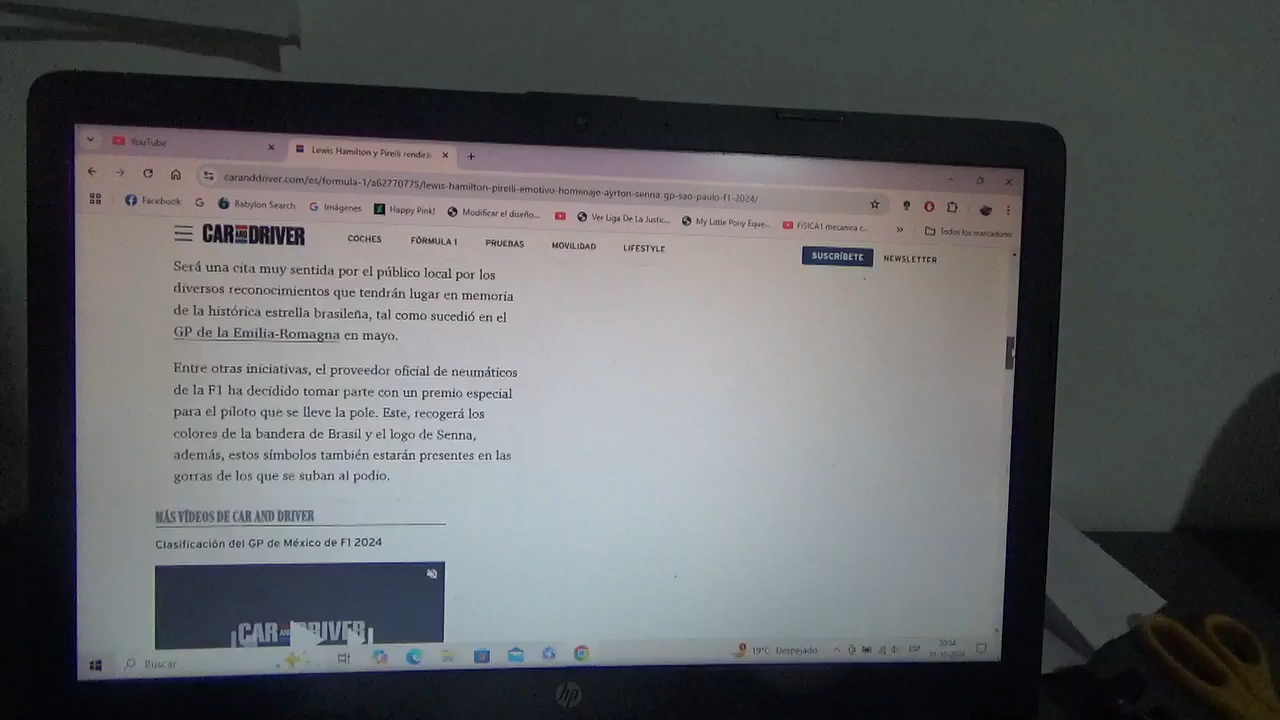 YouTube
Lewis Hamilton y Pirelli rendirá
caranddriver.com/es/formula-1/a62770775/lewis-hamilton-pirelli-emotivo-homenaje-ayrton-senna-gp-sao-paulo-f1-2024/
Facebook
Babylon Search
Imágenes
Happy Pink!
Modificar el diseño...
Ver Liga De La Justic...
My Little Pony Eque...
FISICA1 mecanica c...
Todos los marcadores
CAR AND DRIVER
COCHES
FÓRMULA 1
PRUEBAS
MOVILIDAD
LIFESTYLE
SUSCRÍBETE
NEWSLETTER
Será una cita muy sentida por el público local por los
diversos reconocimientos que tendrán lugar en memoria
de la histórica estrella brasileña, tal como sucedió en el
GP de la Emilia-Romagna en mayo.
Entre otras iniciativas, el proveedor oficial de neumáticos
de la F1 ha decidido tomar parte con un premio especial
para el piloto que se lleve la pole. Este, recogerá los
colores de la bandera de Brasil y el logo de Senna,
además, estos símbolos también estarán presentes en las
gorras de los que se suban al podio.
MÁS VÍDEOS DE CAR AND DRIVER
Clasificación del GP de México de F1 2024
CAR AND DRIVER
Buscar
19°C Despejado
ESP
20:54
31-10-2024
hp